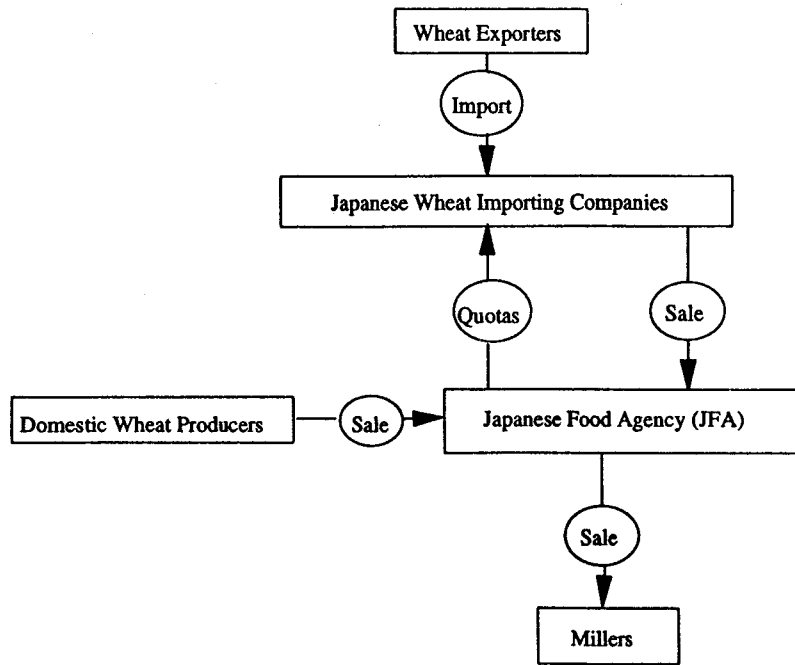 Wheat Exporters
Import
Japanese Wheat Importing Companies
Quotas
Sale
Domestic Wheat Producers
Sale
Japanese Food Agency (JFA)
Sale
Millers